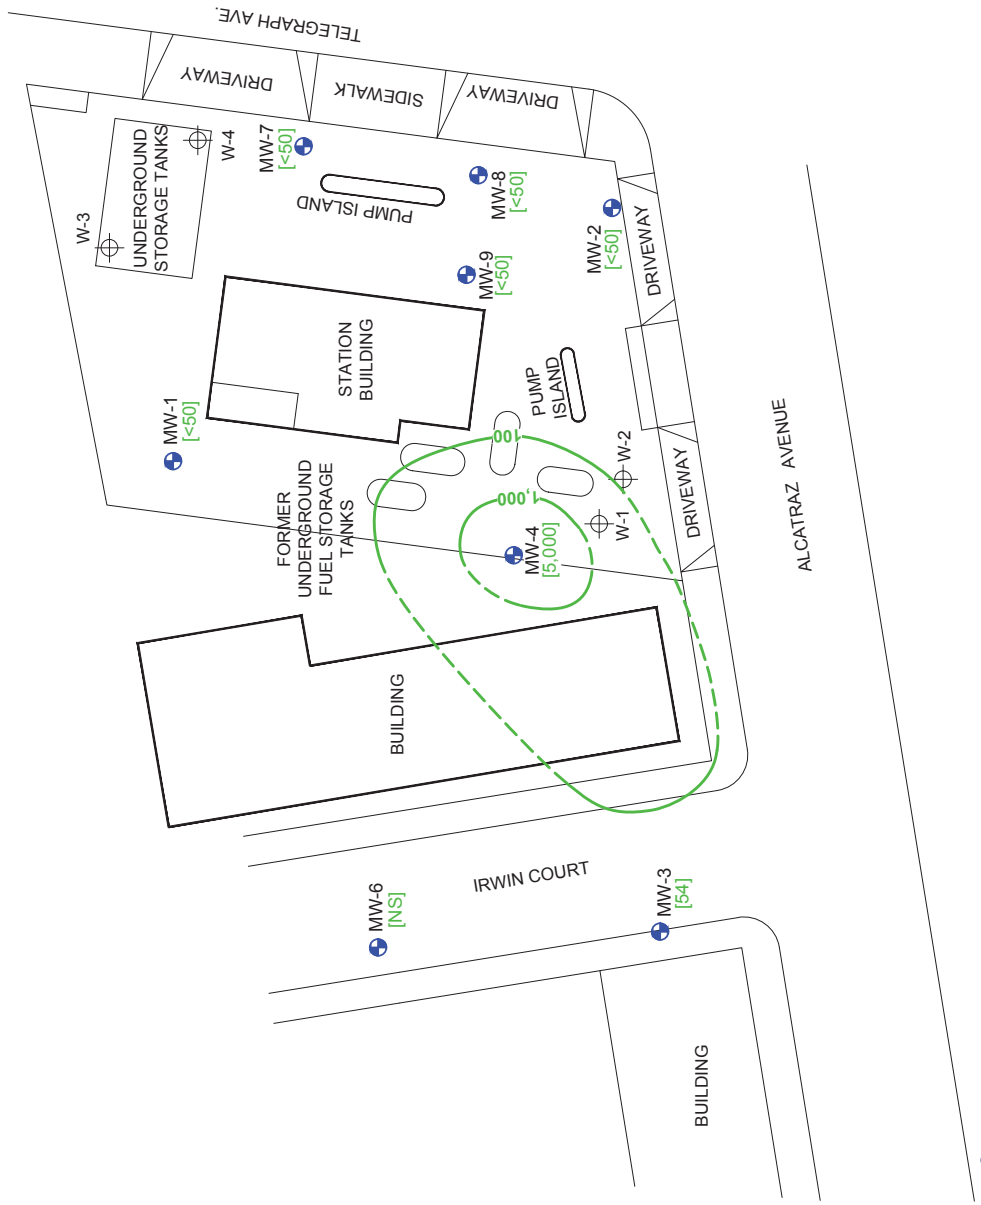 TELEGRAPH AVE.
DRIVEWAY
SIDEWALK
DRIVEWAY
W-3
UNDERGROUND
STORAGE TANKS
W-4
MW-7
[<50]
PUMP ISLAND
MW-8
[<50]
MW-2
[<50]
DRIVEWAY
MW-9
[<50]
STATION
BUILDING
MW-1
[<50]
PUMP
ISLAND
FORMER
UNDERGROUND
FUEL STORAGE
TANKS
100
1,000
W-2
W-1
MW-4
[5,000]
DRIVEWAY
ALCATRAZ AVENUE
BUILDING
IRWIN COURT
MW-6
[NS]
MW-3
[54]
BUILDING